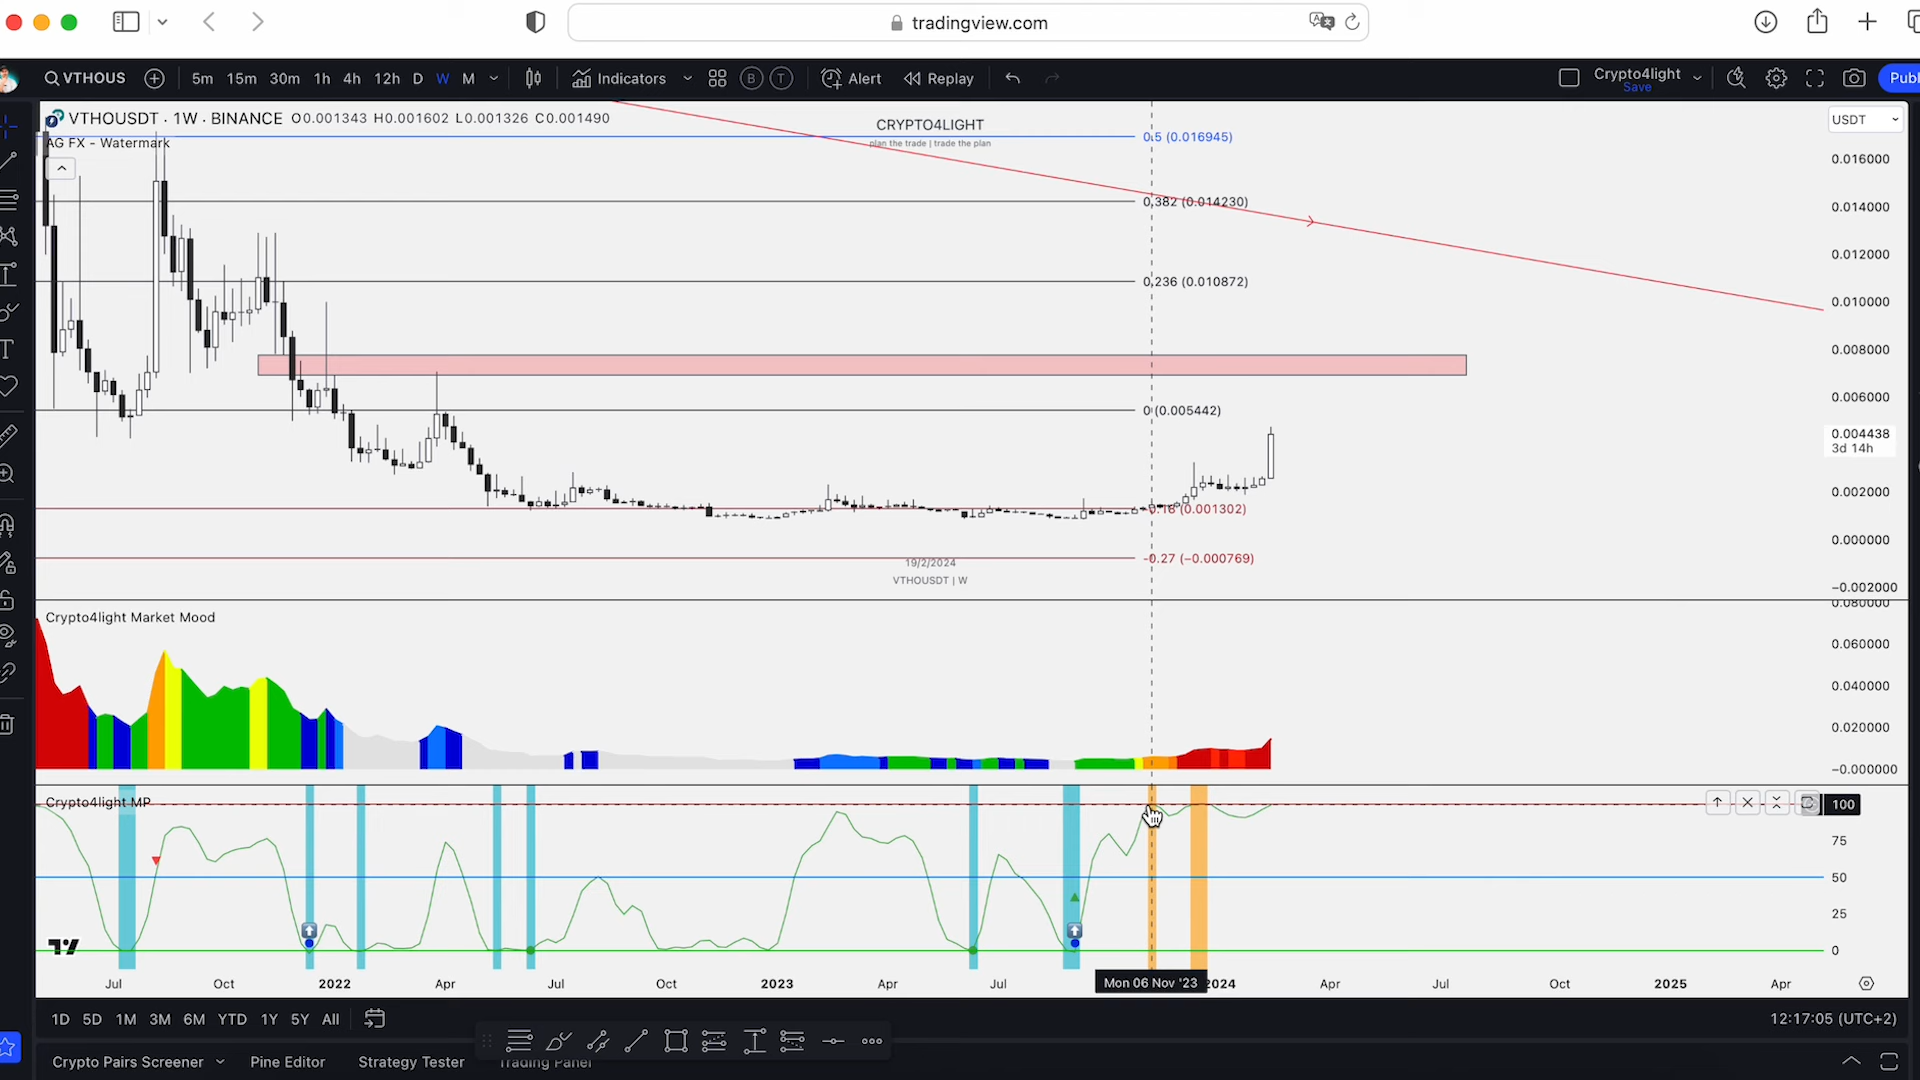 tradingview.com
VTHOUS 5m 15m 30m 1h 4h 12h D W M Indicators B T Alert Replay Crypto4light Save Publ
VTHOUSDT · 1W · BINANCE O0.001343 H0.001602 L0.001326 C0.001490
AG FX - Watermark
CRYPTO4LIGHT
plan the trade | trade the plan
USDT
0.5 (0.016945)
0.382 (0.014230)
0.236 (0.010872)
0 (0.005442)
-0.18 (0.001302)
-0.27 (−0.000769)
0.016000
0.014000
0.012000
0.010000
0.008000
0.006000
0.004438
3d 14h
0.002000
0.000000
−0.002000
19/2/2024
VTHOUSDT | W
Crypto4light Market Mood
0.080000
0.060000
0.040000
0.020000
−0.000000
Crypto4light MP
100
75
50
25
0
Jul Oct 2022 Apr Jul Oct 2023 Apr Jul Mon 06 Nov '23 2024 Apr Jul Oct 2025 Apr
1D 5D 1M 3M 6M YTD 1Y 5Y All 12:17:05 (UTC+2)
Crypto Pairs Screener Pine Editor Strategy Tester Trading Panel